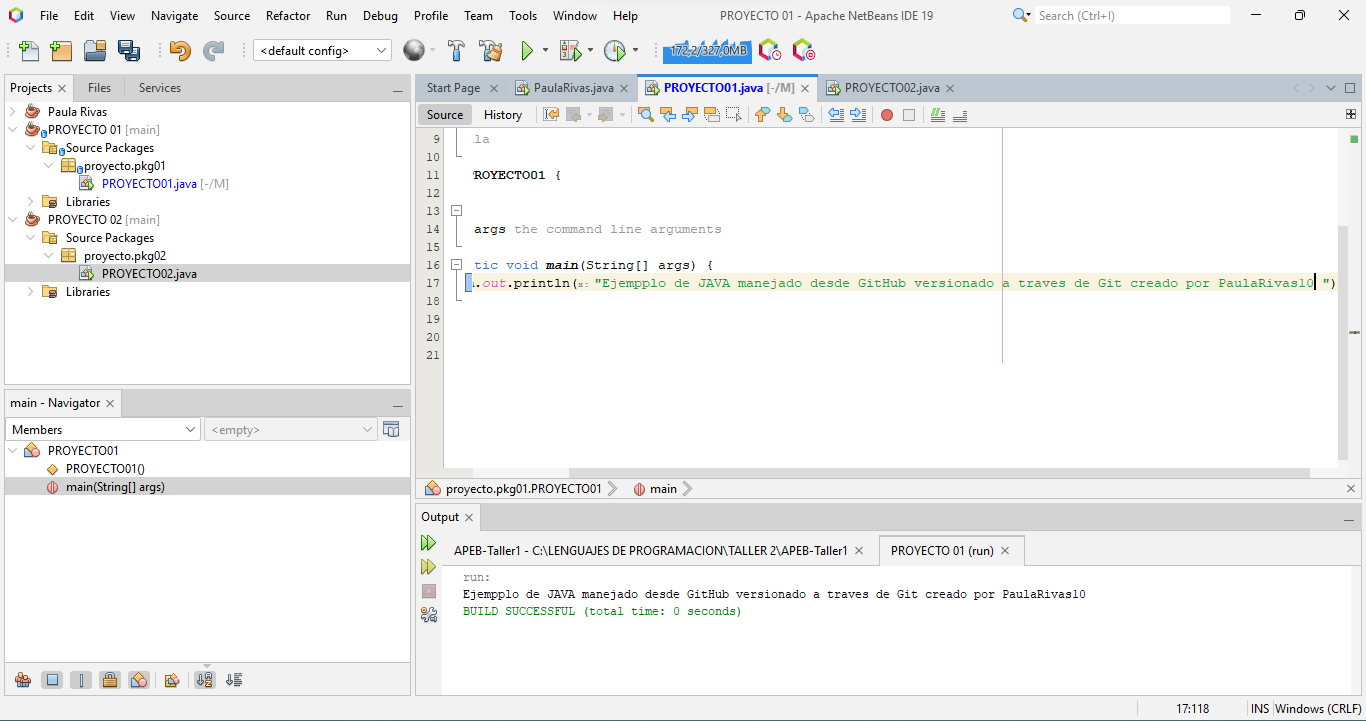 File Edit View Navigate Source Refactor Run Debug Profile Team Tools Window Help PROYECTO 01 - Apache NetBeans IDE 19 Search (Ctrl+I)
<default config> 172,2/327,0MB
Projects Files Services
Paula Rivas
PROYECTO 01 [main]
Source Packages
proyecto.pkg01
PROYECTO01.java [-/M]
Libraries
PROYECTO 02 [main]
Source Packages
proyecto.pkg02
PROYECTO02.java
Libraries
main - Navigator
Members <empty>
PROYECTO01
PROYECTO01()
main(String[] args)
Start Page PaulaRivas.java PROYECTO01.java [-/M] PROYECTO02.java
Source History
9 la
10
11 ROYECTO01 {
12
13
14 args the command line arguments
15
16 tic void main(String[] args) {
17 .out.println(x: "Ejempplo de JAVA manejado desde GitHub versionado a traves de Git creado por PaulaRivas10 ")
18
19
20
21
proyecto.pkg01.PROYECTO01 main
Output
APEB-Taller1 - C:\LENGUAJES DE PROGRAMACION\TALLER 2\APEB-Taller1 PROYECTO 01 (run)
run:
Ejempplo de JAVA manejado desde GitHub versionado a traves de Git creado por PaulaRivas10
BUILD SUCCESSFUL (total time: 0 seconds)
17:118 INS Windows (CRLF)